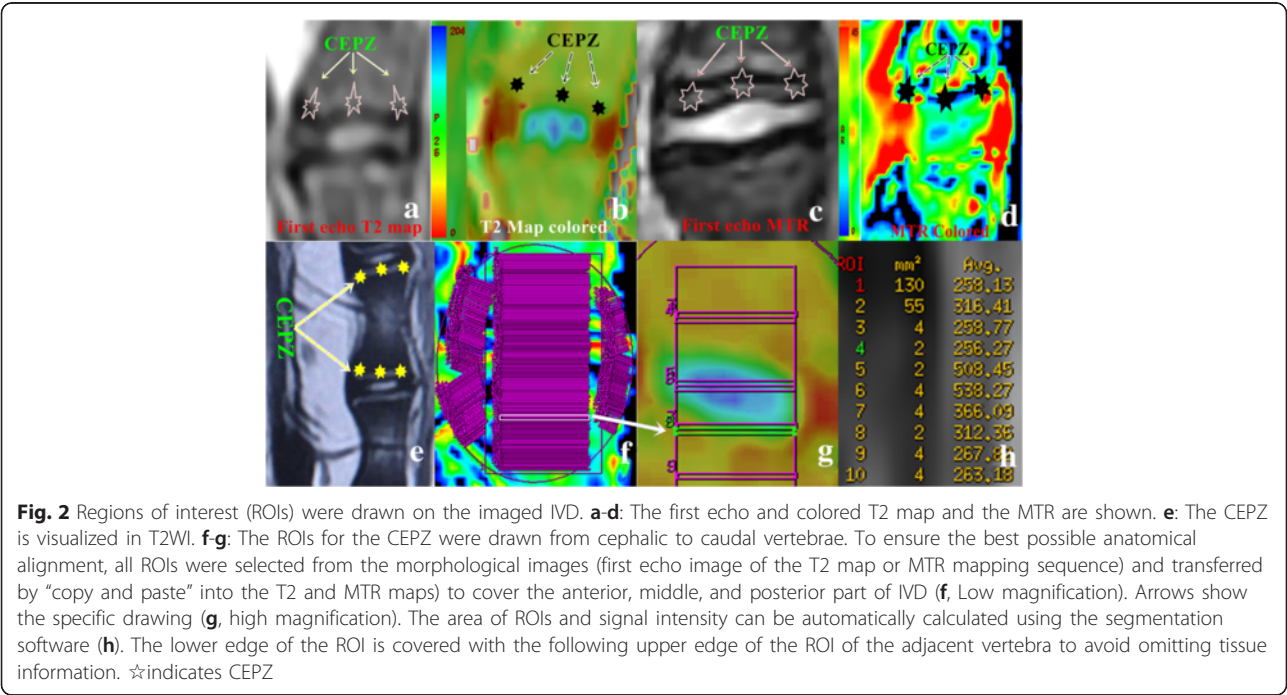 CEPZ
First echo T2 map
a
204
P
2
6
0
CEPZ
T2 Map colored
b
CEPZ
First echo MTR
c
CEPZ
MTR Colored
d
CEPZ
e
f
9
g
ROI mm² Avg.
1 130 258.13
2 55 316.41
3 4 258.77
4 2 256.27
5 2 508.45
6 4 538.27
7 4 366.09
8 2 312.36
9 4 267.
10 4 263.18
h
Fig. 2 Regions of interest (ROIs) were drawn on the imaged IVD. a-d: The first echo and colored T2 map and the MTR are shown. e: The CEPZ
is visualized in T2WI. f-g: The ROIs for the CEPZ were drawn from cephalic to caudal vertebrae. To ensure the best possible anatomical
alignment, all ROIs were selected from the morphological images (first echo image of the T2 map or MTR mapping sequence) and transferred
by “copy and paste” into the T2 and MTR maps) to cover the anterior, middle, and posterior part of IVD (f, Low magnification). Arrows show
the specific drawing (g, high magnification). The area of ROIs and signal intensity can be automatically calculated using the segmentation
software (h). The lower edge of the ROI is covered with the following upper edge of the ROI of the adjacent vertebra to avoid omitting tissue
information. ☆indicates CEPZ